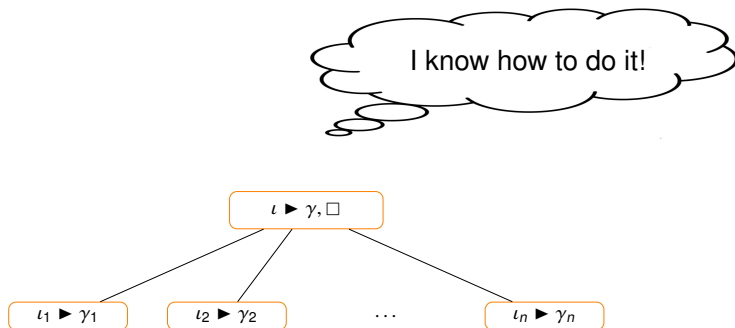 I know how to do it!
ι ► γ, □
ι₁ ► γ₁ ι₂ ► γ₂ ... ιₙ ► γₙ